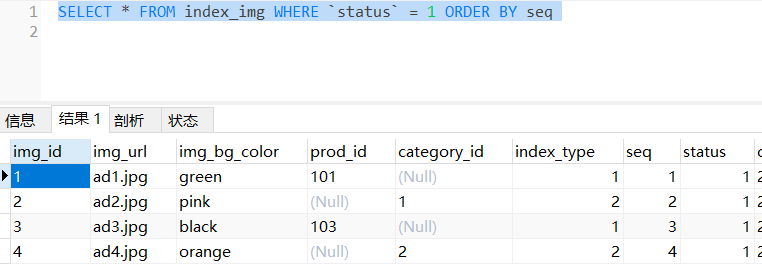 1 SELECT * FROM index_img WHERE `status` = 1 ORDER BY seq
2
信息 结果 1 剖析 状态
img_id img_url img_bg_color prod_id category_id index_type seq status
1 ad1.jpg green 101 (Null) 1 1 1 2
2 ad2.jpg pink (Null) 1 2 2 1 2
3 ad3.jpg black 103 (Null) 1 3 1 2
4 ad4.jpg orange (Null) 2 2 4 1 2